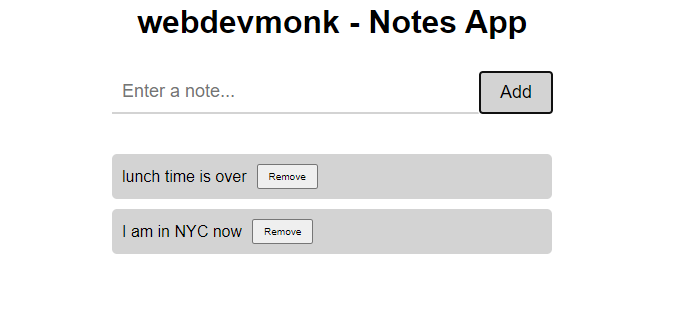 webdevmonk - Notes App
Enter a note... Add
lunch time is over Remove
I am in NYC now Remove